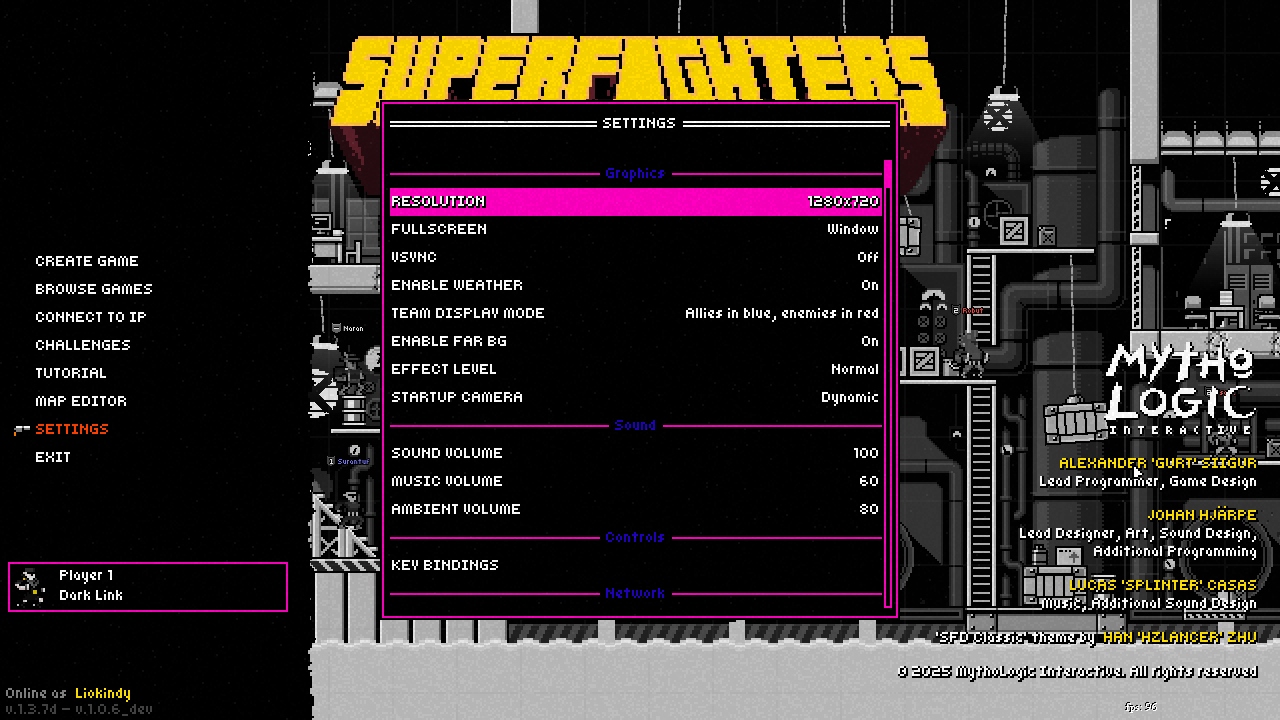 SUPERFIGHTERS
SETTINGS
Graphics
RESOLUTION 1280x720
FULLSCREEN Window
VSYNC Off
ENABLE WEATHER On
TEAM DISPLAY MODE Allies in blue, enemies in red
ENABLE FAR BG On
EFFECT LEVEL Normal
STARTUP CAMERA Dynamic
Sound
SOUND VOLUME 100
MUSIC VOLUME 60
AMBIENT VOLUME 80
Controls
KEY BINDINGS
Network
CREATE GAME
BROWSE GAMES
CONNECT TO IP
CHALLENGES
TUTORIAL
MAP EDITOR
SETTINGS
EXIT
Player 1
Dark Link
Online as Liokindy
v.1.3.7d - v.1.0.6_dev
MYTHO
LOGIC
INTERACTIVE
ALEXANDER 'GURT' SIIGUR
Lead Programmer, Game Design
JOHAN HJÄRPE
Lead Designer, Art, Sound Design,
Additional Programming
LUCAS 'SPLINTER' CASAS
Music, Additional Sound Design
'SFD Classic' Theme by HAN 'HZLANCER' ZHU
© 2025 MythoLogic Interactive. All rights reserved
fps: 96